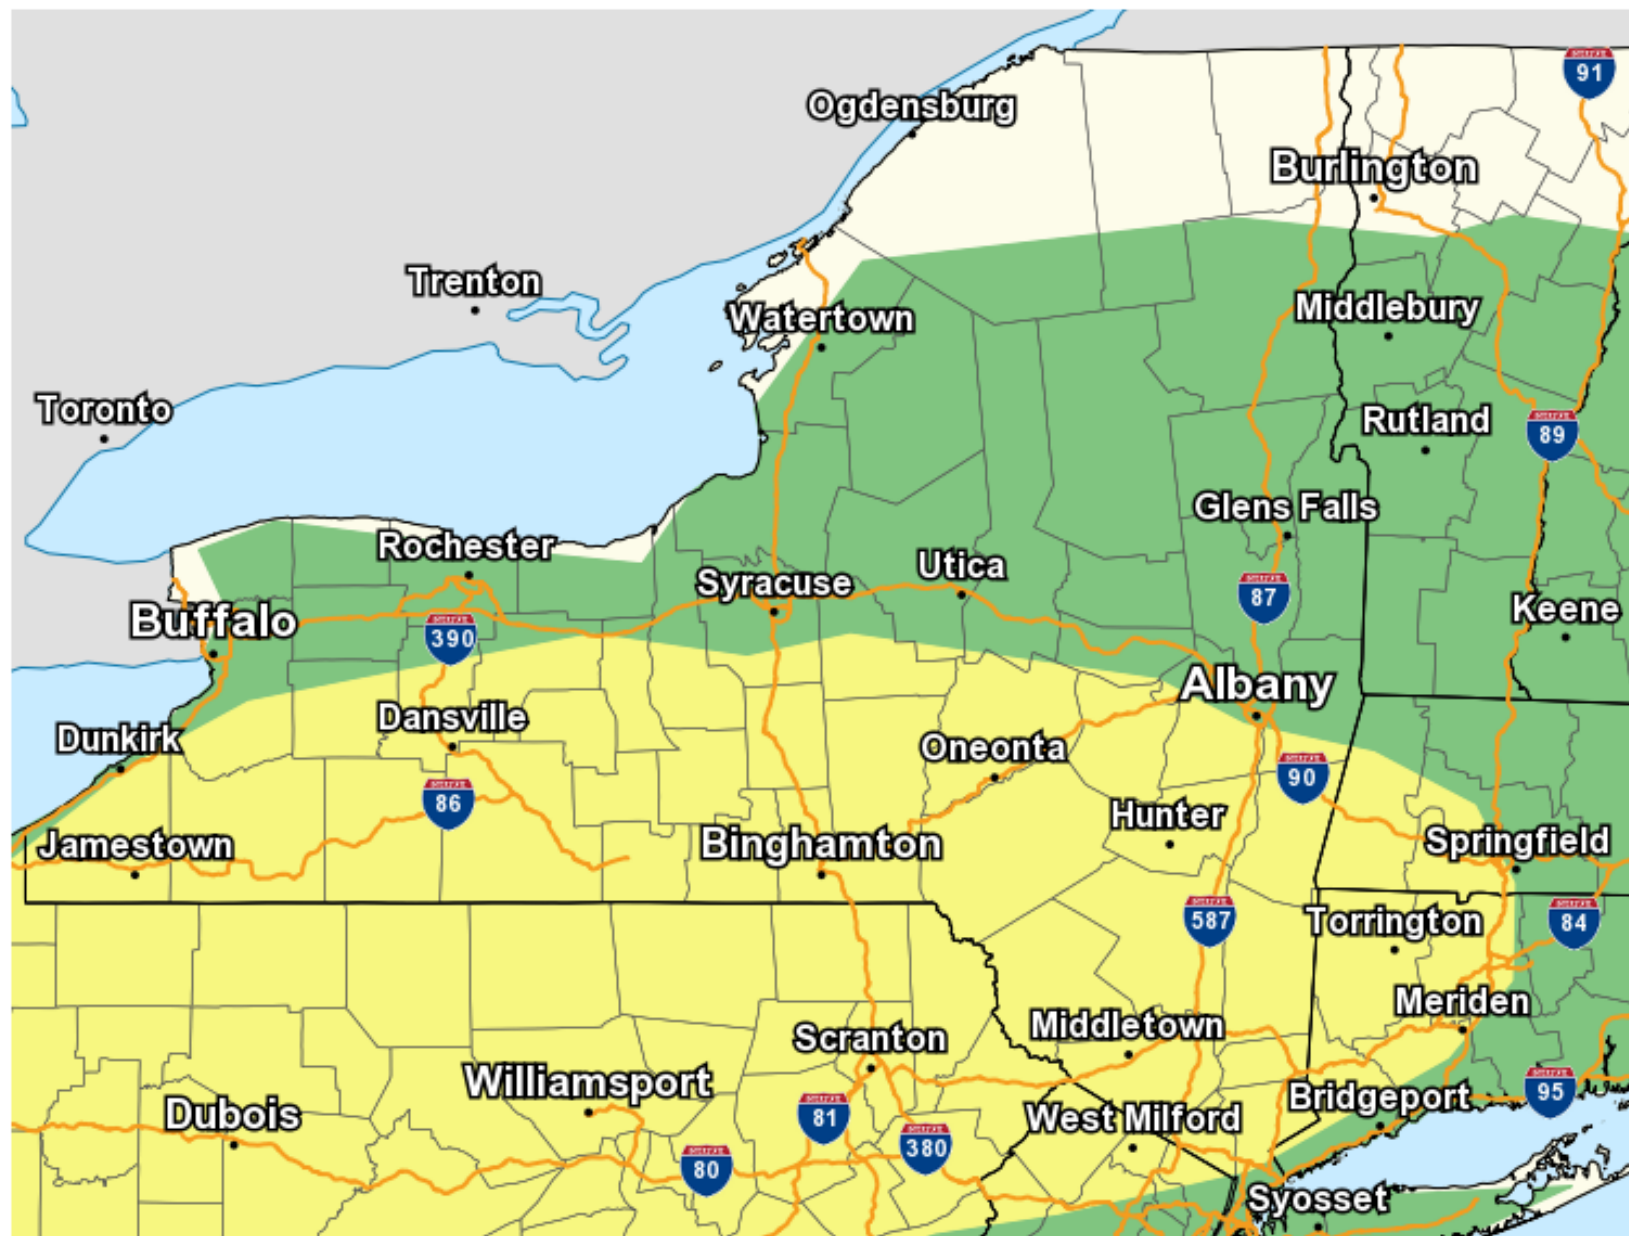 91
Ogdensburg
Burlington
Trenton
Watertown
Middlebury
Toronto
Rutland
89
Glens Falls
Rochester
Utica
Syracuse
87
Keene
Buffalo
390
Albany
Dansville
Dunkirk
Oneonta
90
86
Hunter
Jamestown
Binghamton
Springfield
587
Torrington
84
Meriden
Middletown
Scranton
Williamsport
Dubois
81
West Milford
Bridgeport
95
380
80
Syosset